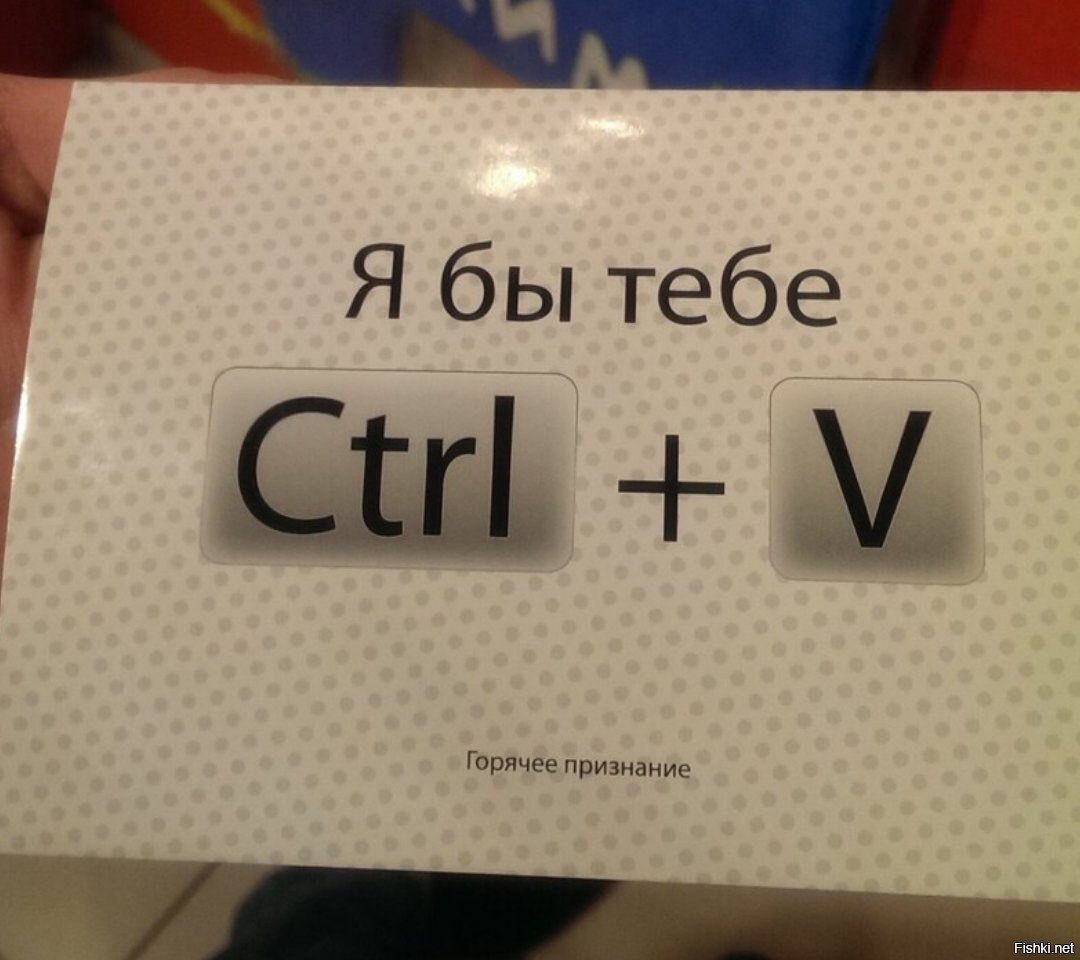 Я бы тебе
Ctrl + V
Горячее признание
Fishki.net